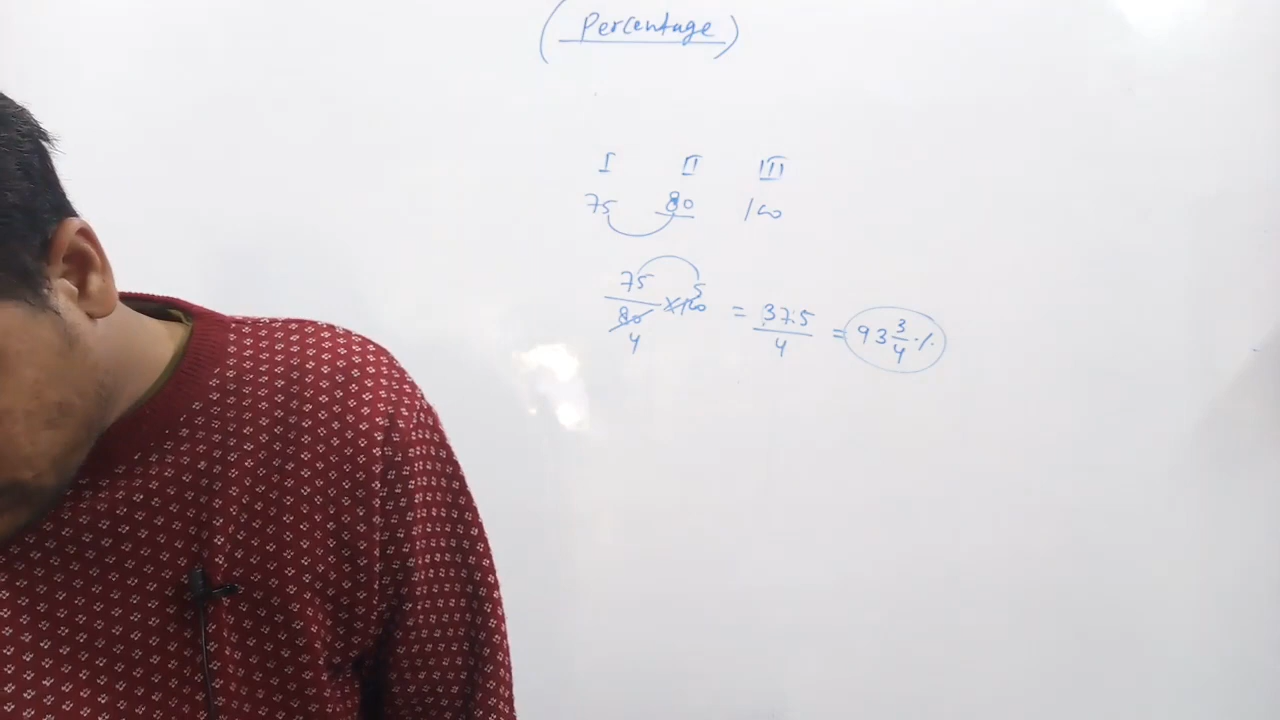 (Percentage)
I II III
75 80 100
75/80 × 100 = 375/4 = 93 3/4 %
4 5